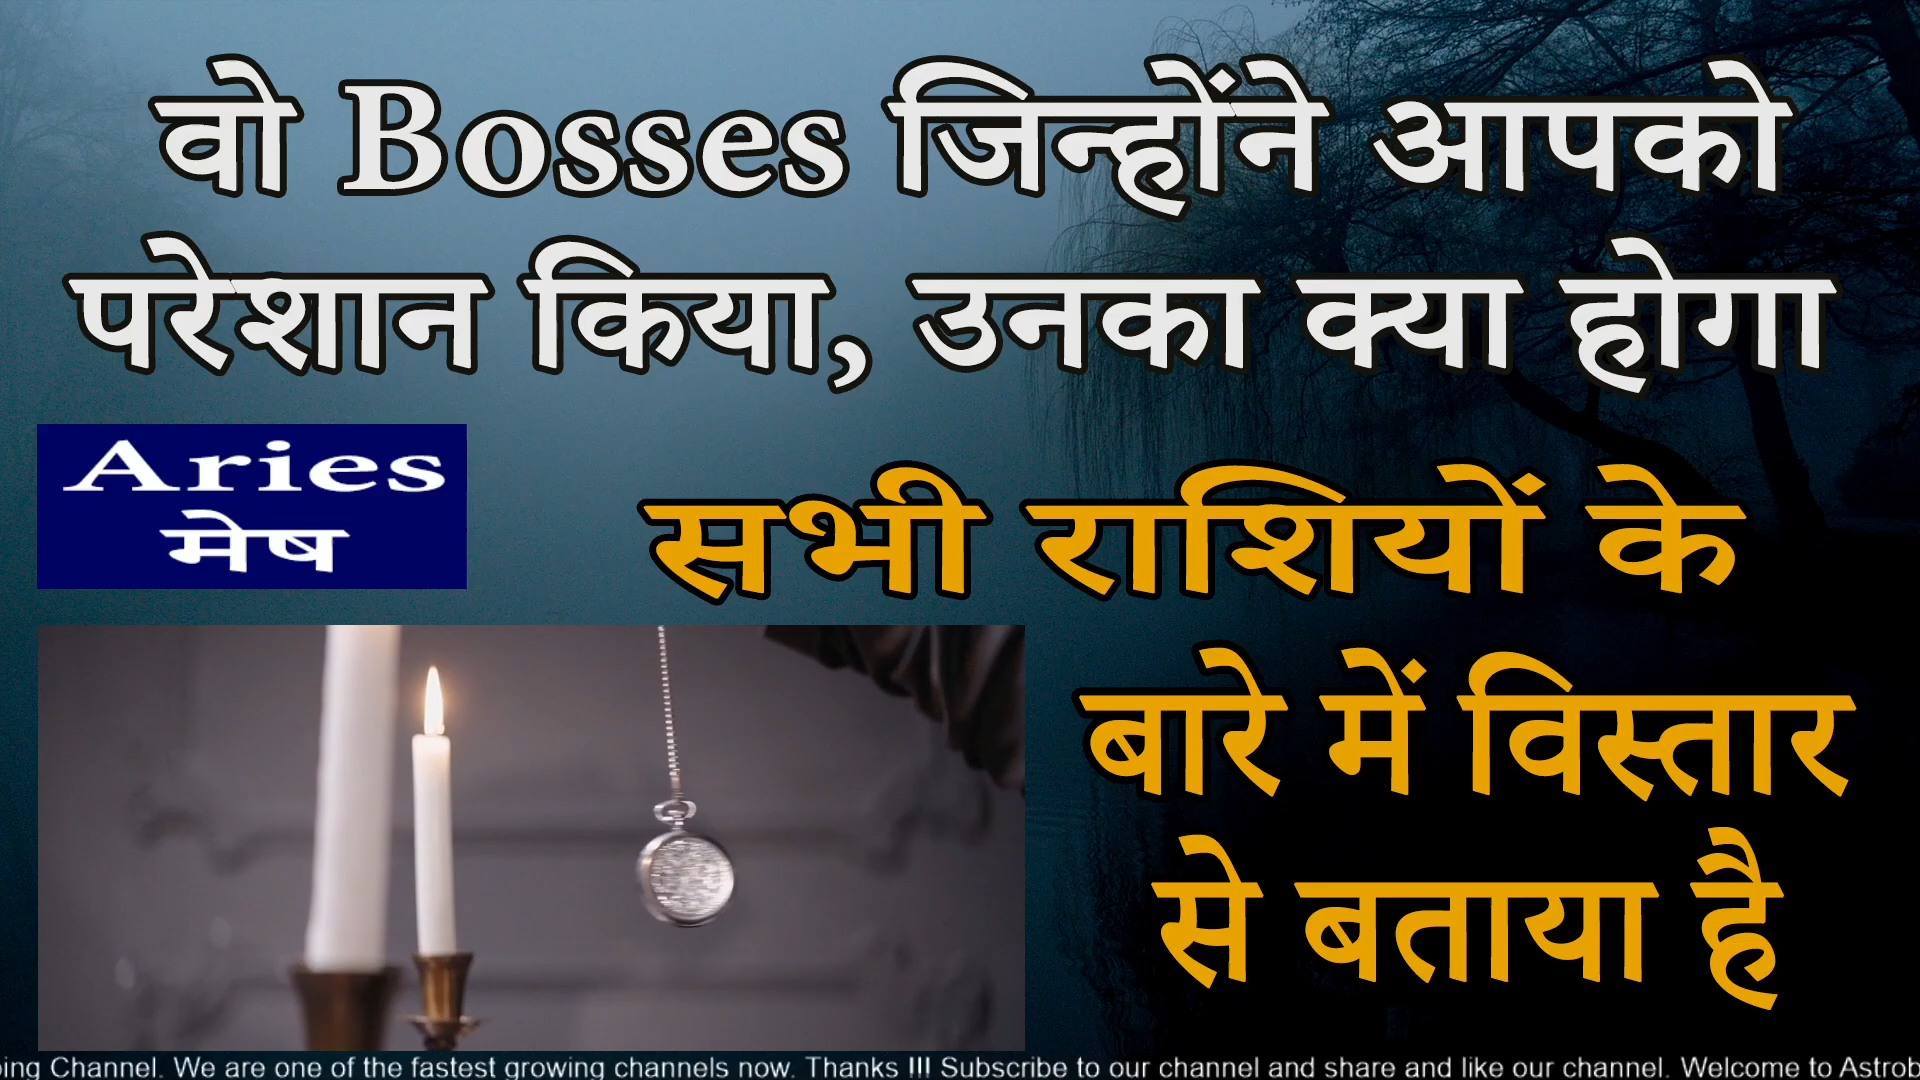 वो Bosses जिन्होंने आपको
परेशान किया, उनका क्या होगा
Aries
मेष
सभी राशियों के
बारे में विस्तार
से बताया है
Channel. We are one of the fastest growing channels now. Thanks !!! Subscribe to our channel and share and like our channel. Welcome to